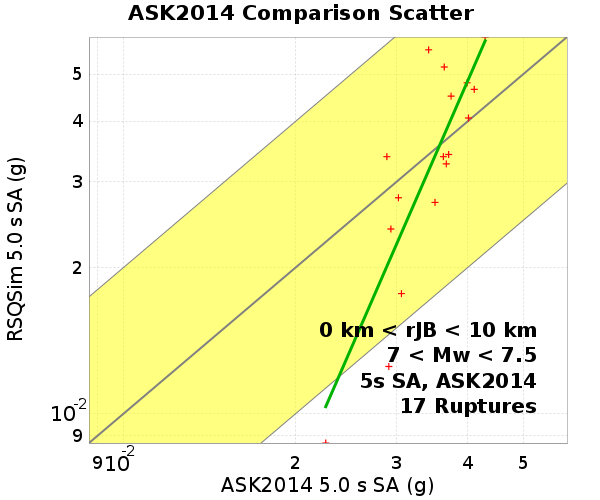 ASK2014 Comparison Scatter
RSQSim 5.0 s SA (g)
5
4
3
2
10-2
9
0 km < rJB < 10 km
7 < Mw < 7.5
5s SA, ASK2014
17 Ruptures
9 10-2 2 3 4 5
ASK2014 5.0 s SA (g)